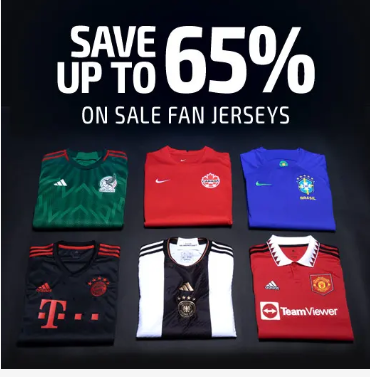 SAVE
UP TO 65%
ON SALE FAN JERSEYS
BRASIL
T
TeamViewer